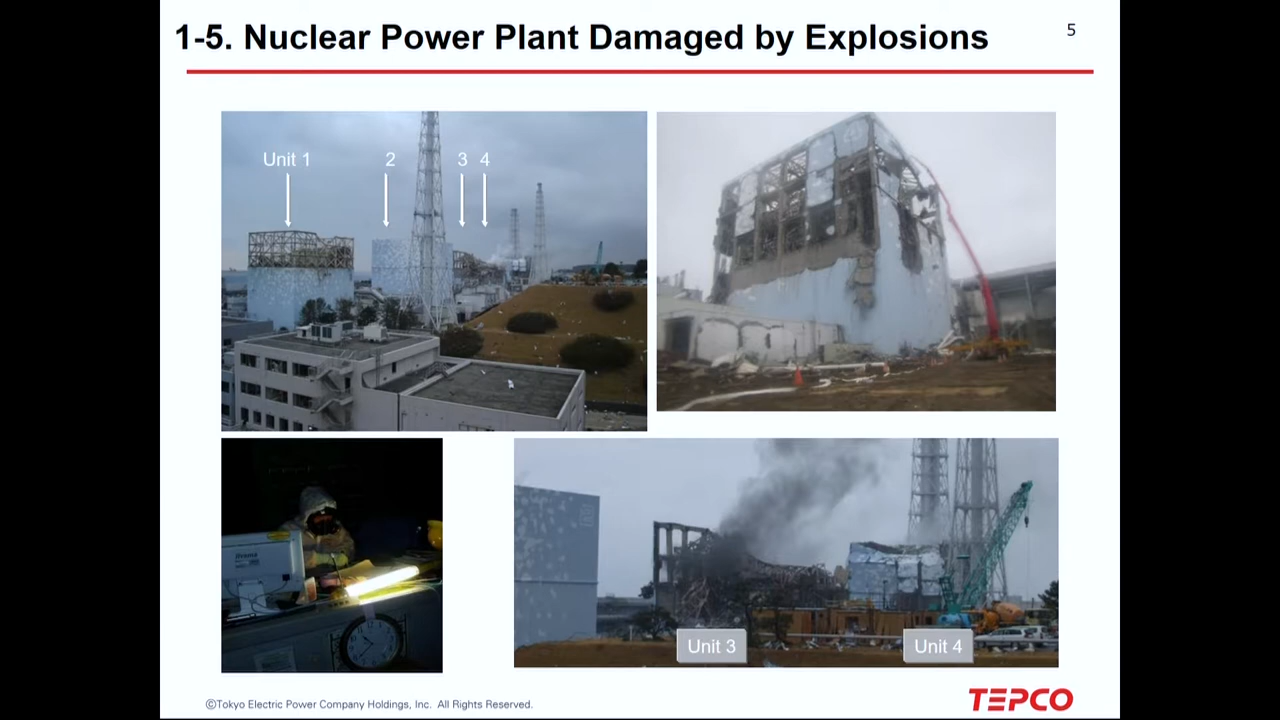 1-5. Nuclear Power Plant Damaged by Explosions
5
Unit 1
2
3
4
Unit 3
Unit 4
©Tokyo Electric Power Company Holdings, Inc. All Rights Reserved.
TEPCO